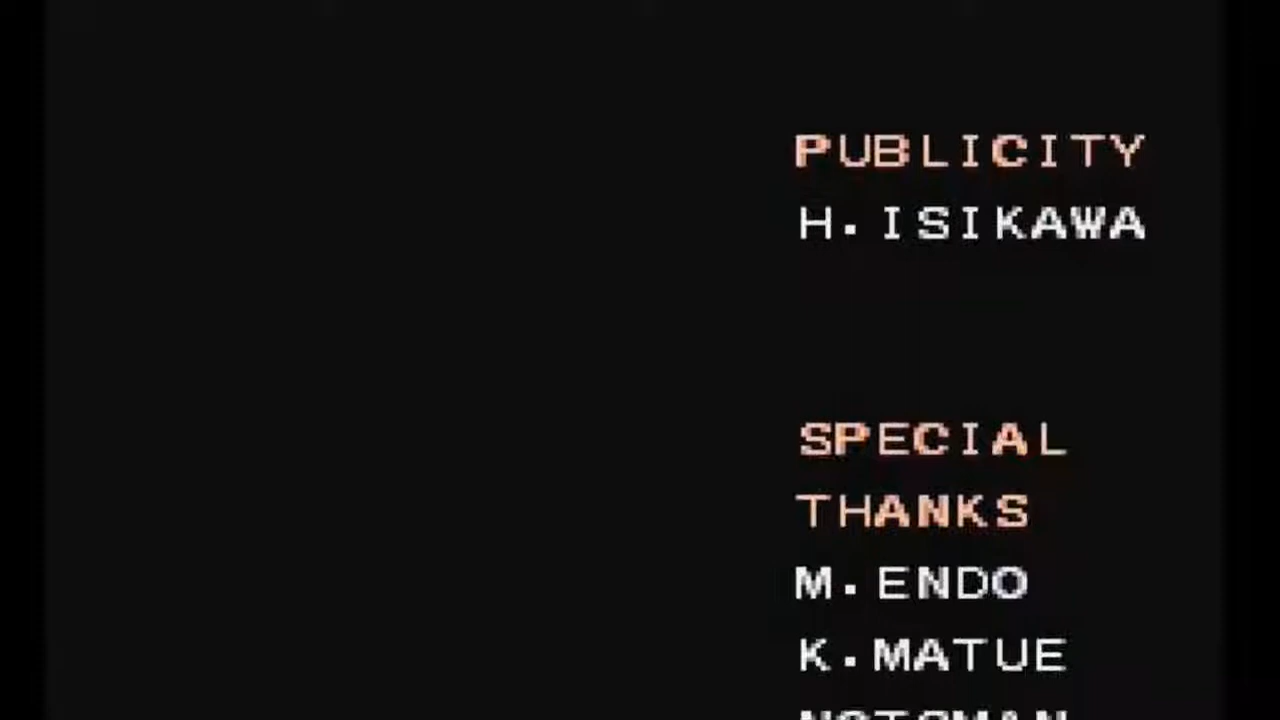 PUBLICITY
H.ISIKAWA
SPECIAL
THANKS
M.ENDO
K.MATUE